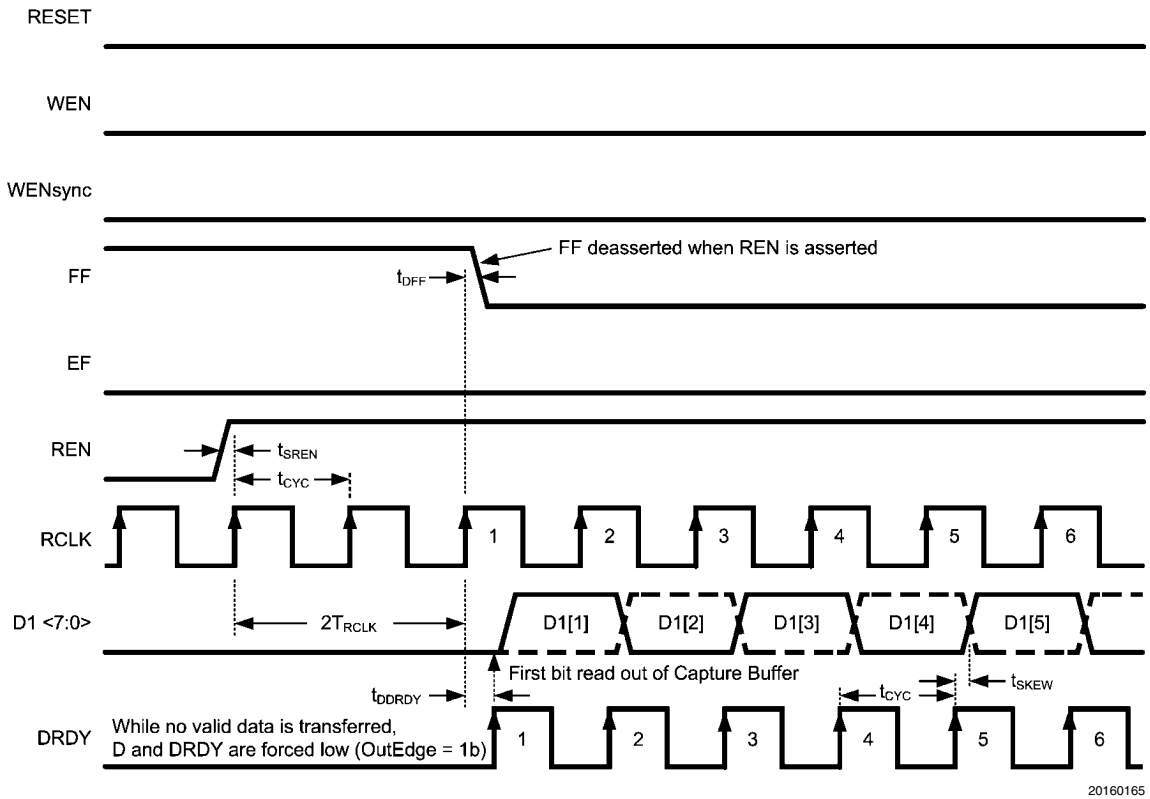 RESET
WEN
WENsync
FF deasserted when REN is asserted
FF
tDFF
EF
REN
tSREN
tCYC
RCLK
1
2
3
4
5
6
D1 <7:0>
2TRCLK
D1[1]
D1[2]
D1[3]
D1[4]
D1[5]
First bit read out of Capture Buffer
tDDRDY
tCYC
tSKEW
While no valid data is transferred,
D and DRDY are forced low (OutEdge = 1b)
DRDY
1
2
3
4
5
6
20160165